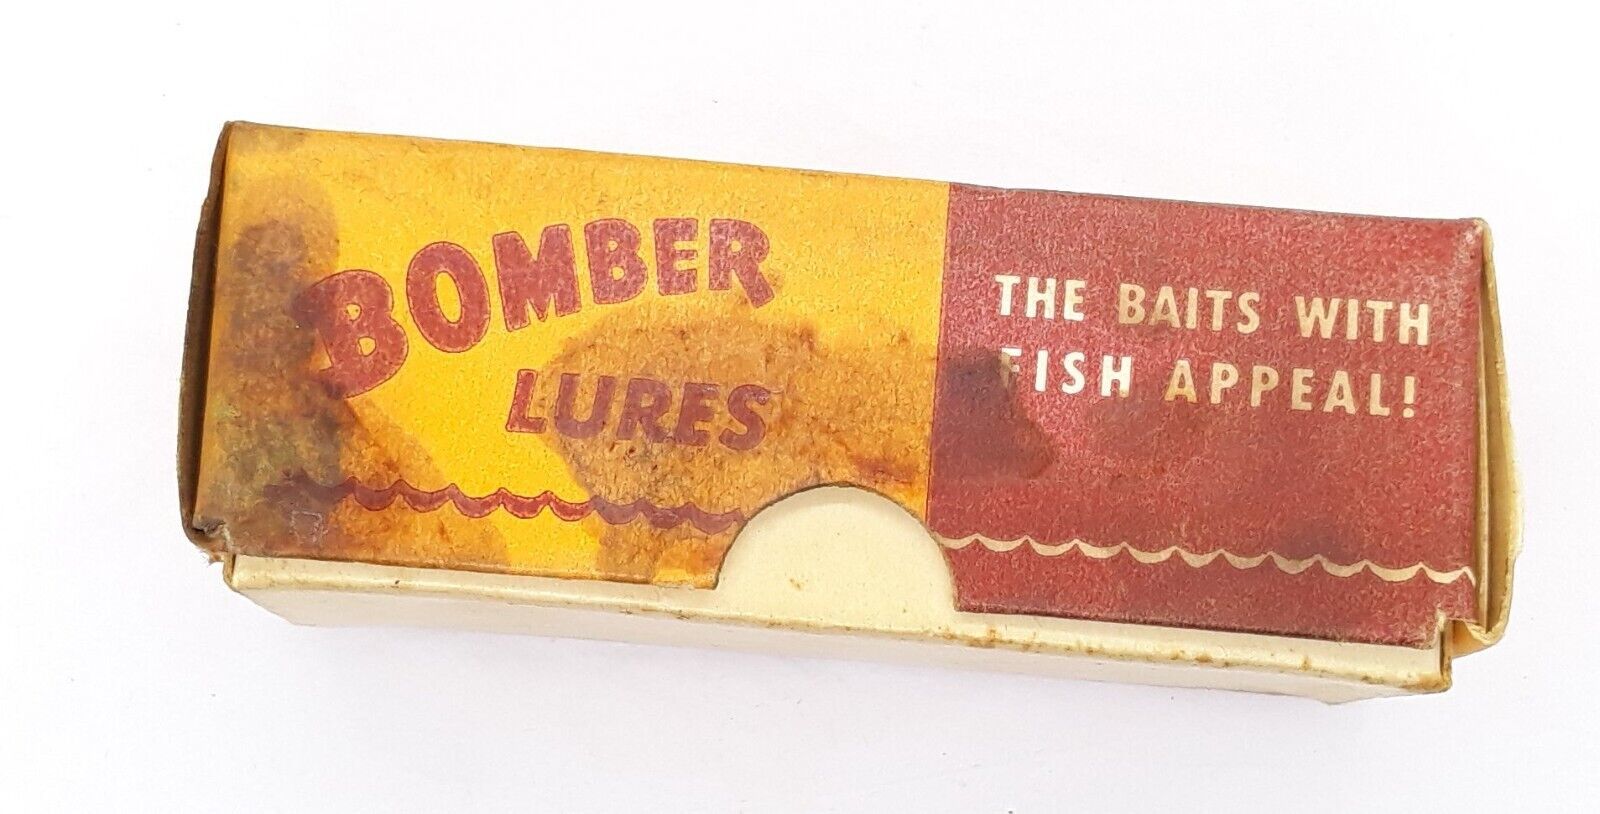 BOMBER
LURES
THE BAITS WITH
FISH APPEAL!